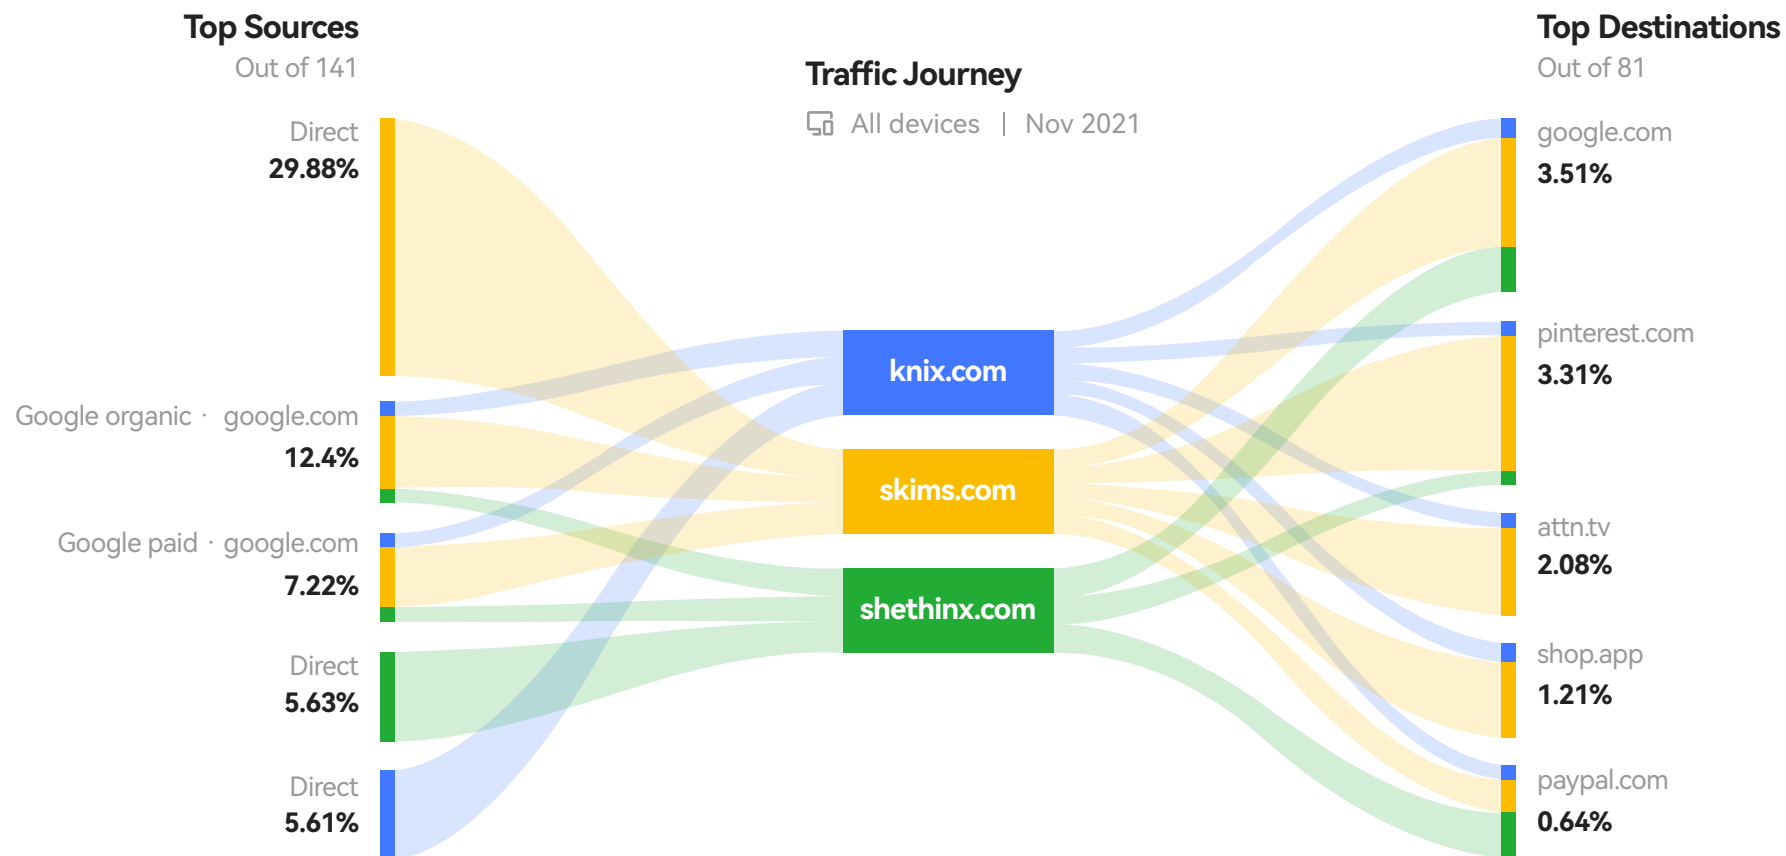 Top Sources
Out of 141
Direct
29.88%
Google organic · google.com
12.4%
Google paid · google.com
7.22%
Direct
5.63%
Direct
5.61%
Traffic Journey
All devices | Nov 2021
knix.com
skims.com
shethinx.com
Top Destinations
Out of 81
google.com
3.51%
pinterest.com
3.31%
attn.tv
2.08%
shop.app
1.21%
paypal.com
0.64%